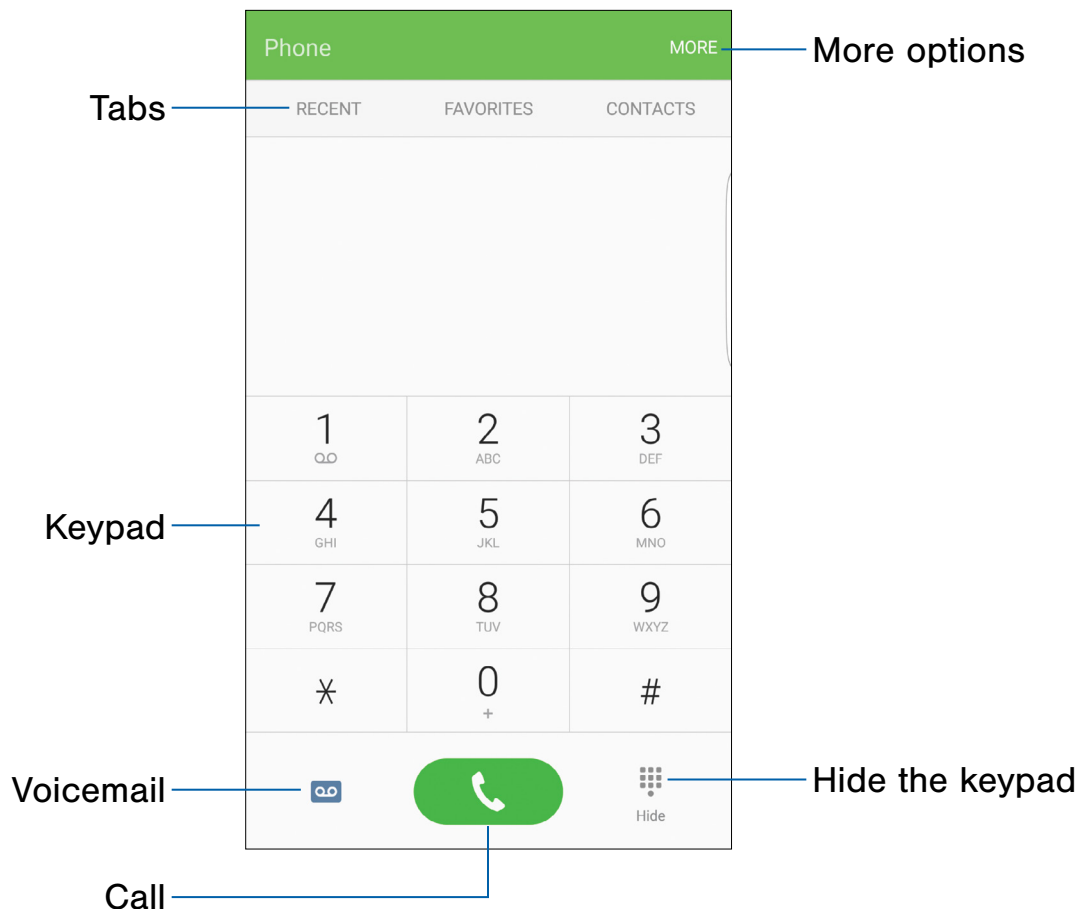 Phone
MORE
More options
Tabs
RECENT
FAVORITES
CONTACTS
1
2
ABC
3
DEF
Keypad
4
GHI
5
JKL
6
MNO
7
PQRS
8
TUV
9
WXYZ
*
0
+
#
Voicemail
Hide
Hide the keypad
Call